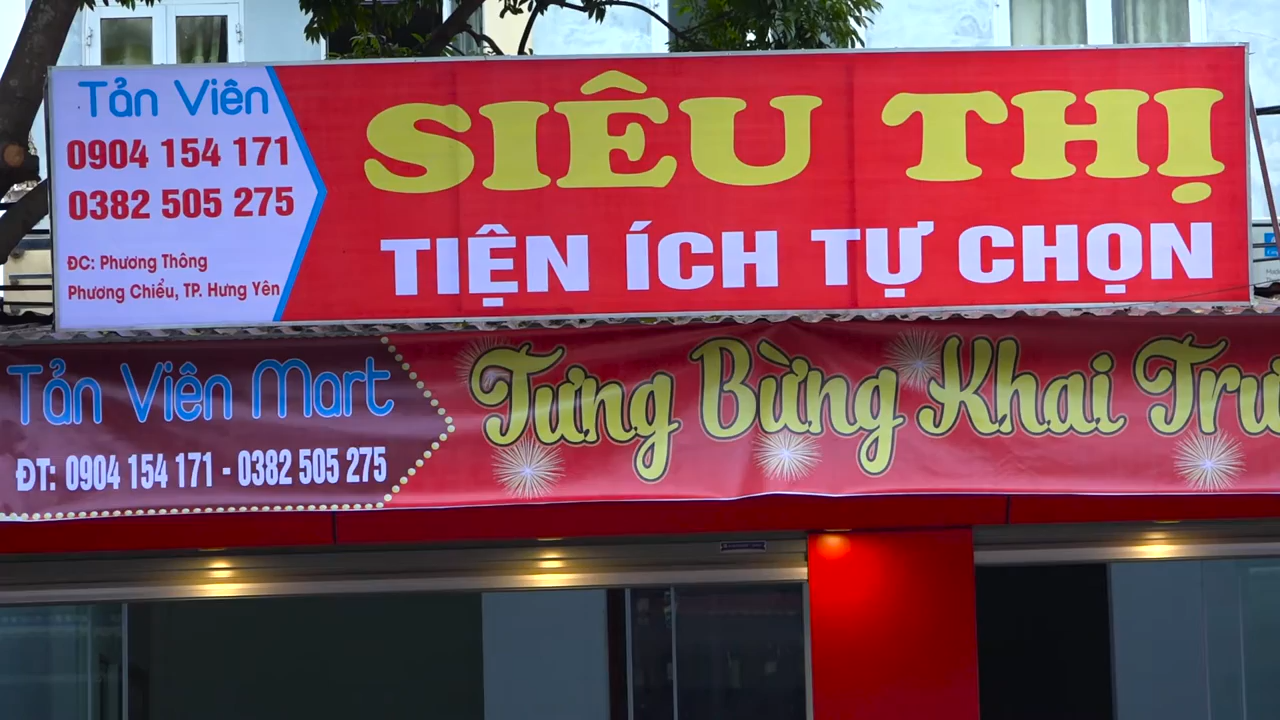 Tản Viên
0904 154 171
0382 505 275
ĐC: Phương Thông
Phương Chiểu, TP. Hưng Yên
SIÊU THỊ
TIỆN ÍCH TỰ CHỌN
Tản Viên Mart
ĐT: 0904 154 171 - 0382 505 275
Tưng Bừng Khai Trư